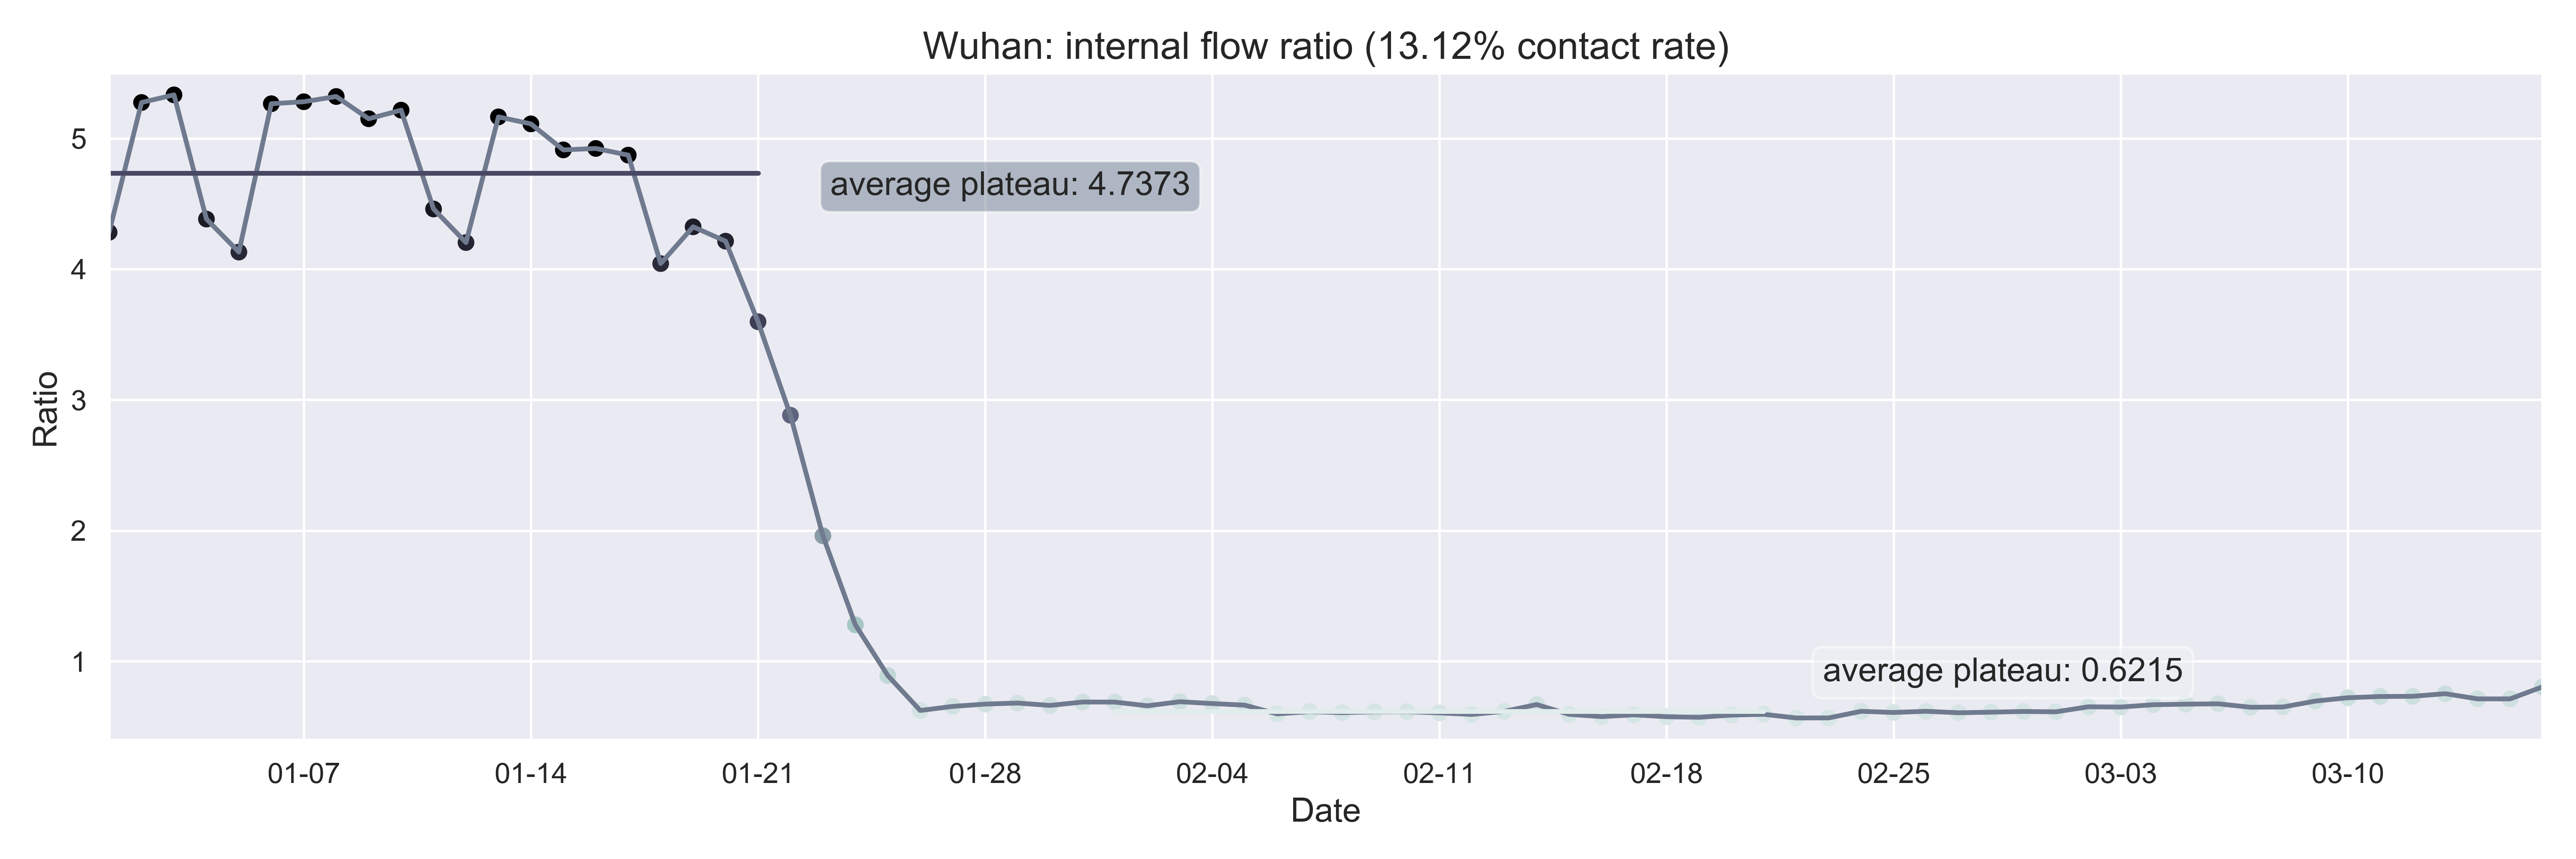 Wuhan: internal flow ratio (13.12% contact rate)
5
average plateau: 4.7373
4
3
Ratio
2
1
average plateau: 0.6215
01-07 01-14 01-21 01-28 02-04 02-11 02-18 02-25 03-03 03-10
Date